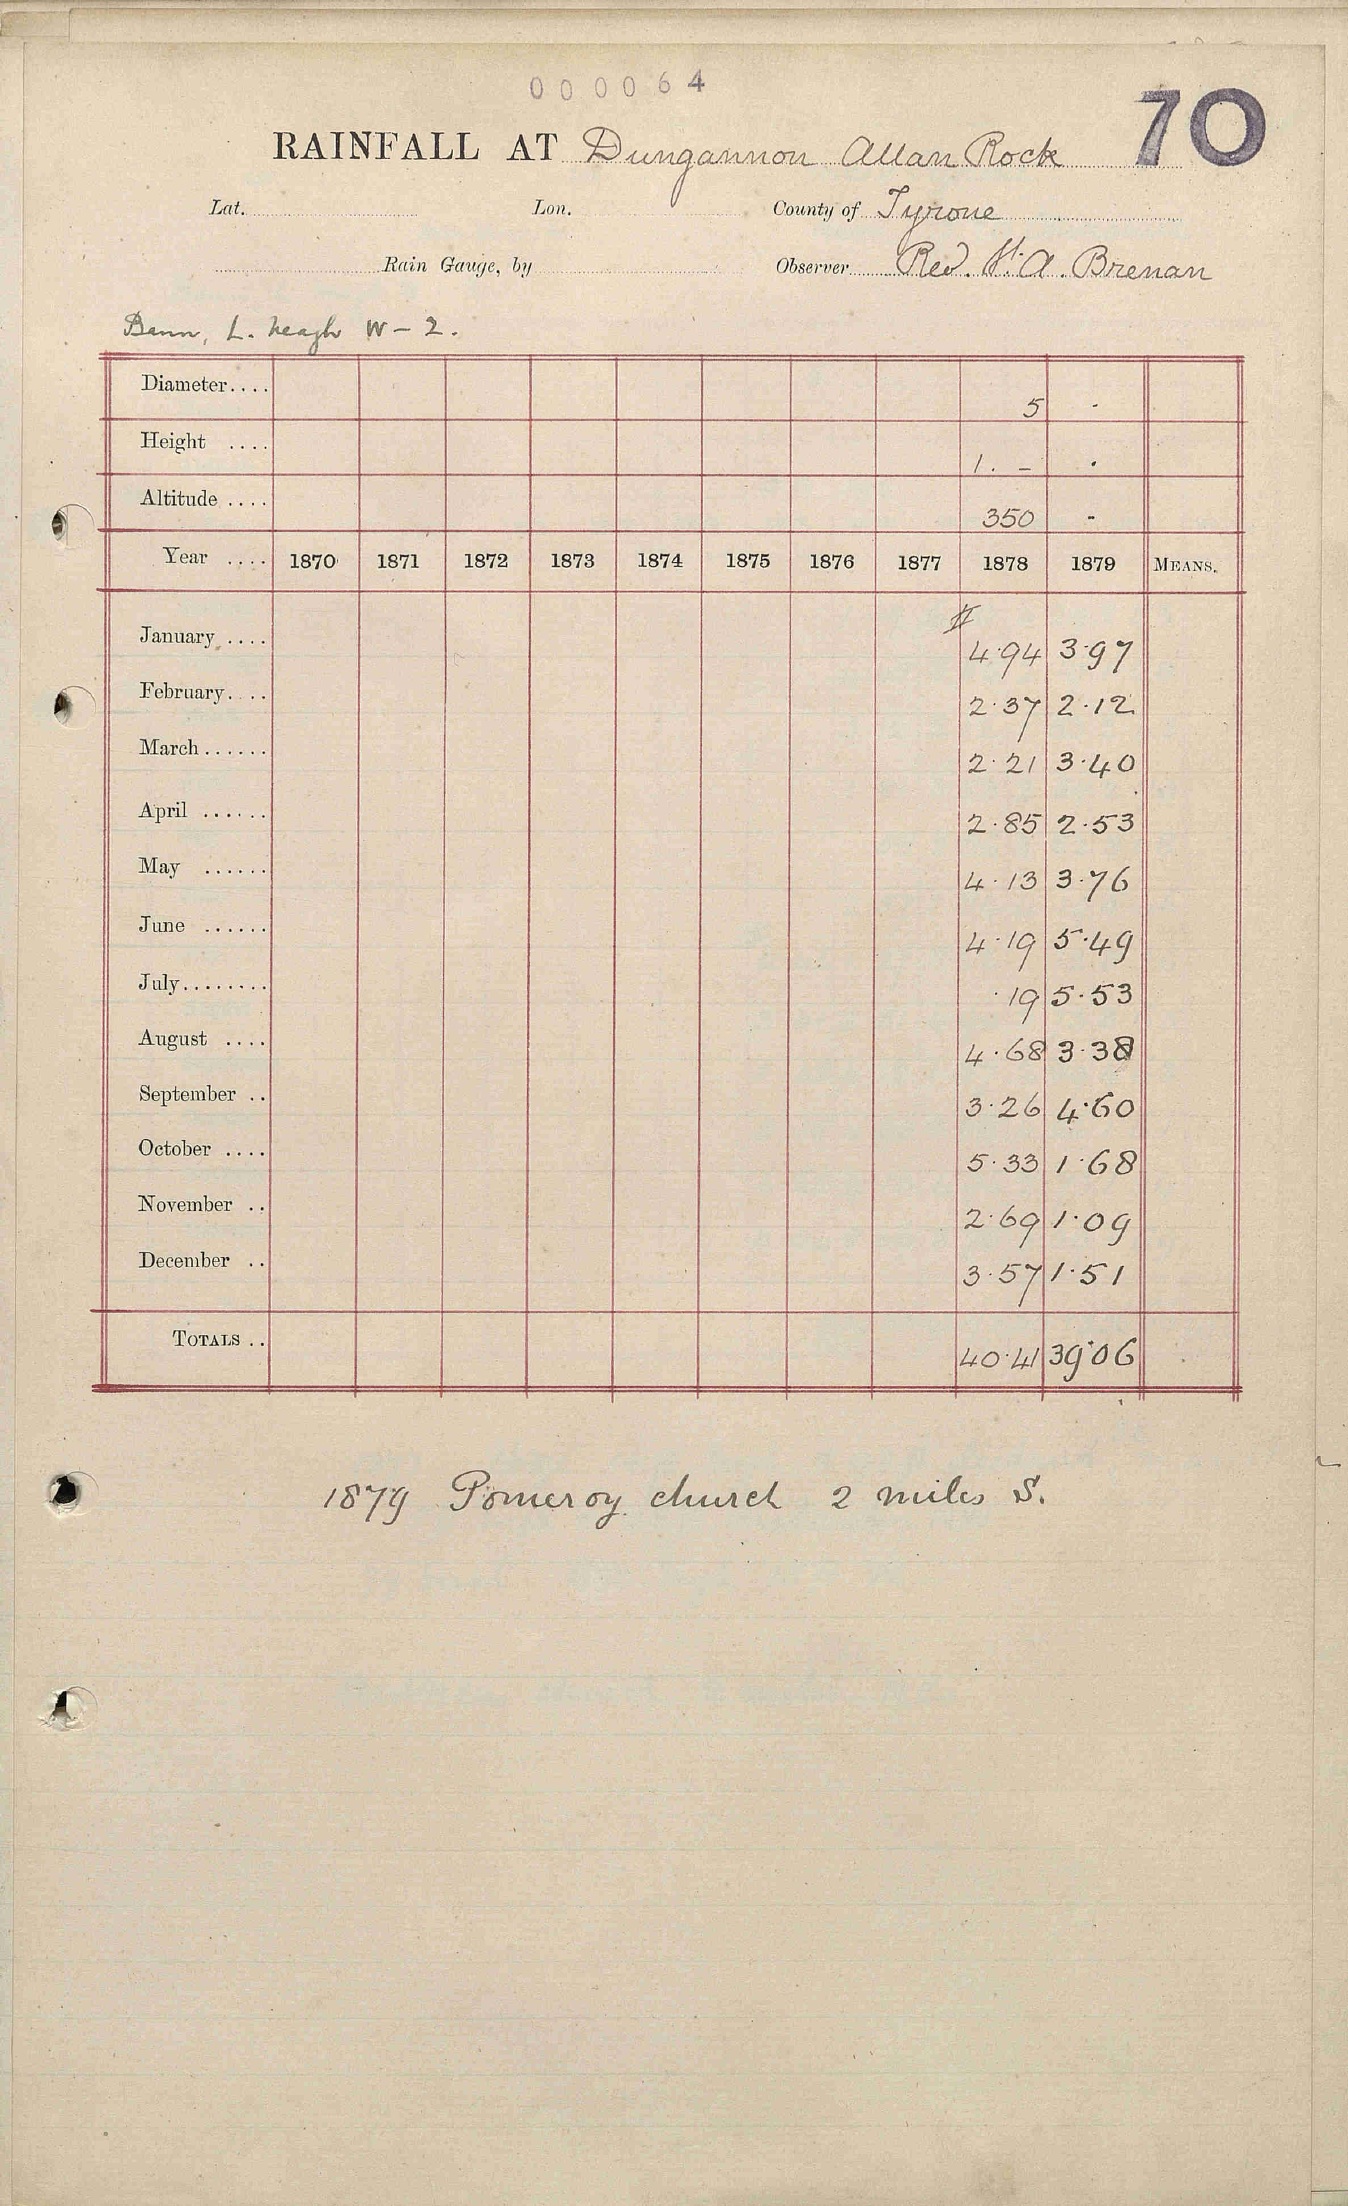 000064
70
RAINFALL AT Dungannon Allan Rock
Lat. Lon. County of Tyrone
Rain Gauge, by Observer Rev. St. A. Brenan
Bann, L. Neagh W - 2.
Diameter.... 5 -
Height .... 1. - .
Altitude .... 350 -
Year .... 1870 1871 1872 1873 1874 1875 1876 1877 1878 1879 MEANS.
January .... 4.94 3.97
February.... 2.37 2.12
March ...... 2.21 3.40
April ...... 2.85 2.53
May ...... 4.13 3.76
June ...... 4.19 5.49
July........ .19 5.53
August .... 4.68 3.38
September .. 3.26 4.60
October .... 5.33 1.68
November .. 2.69 1.09
December .. 3.57 1.51
TOTALS .. 40.41 39.06
1879 Pomeroy church 2 miles S.